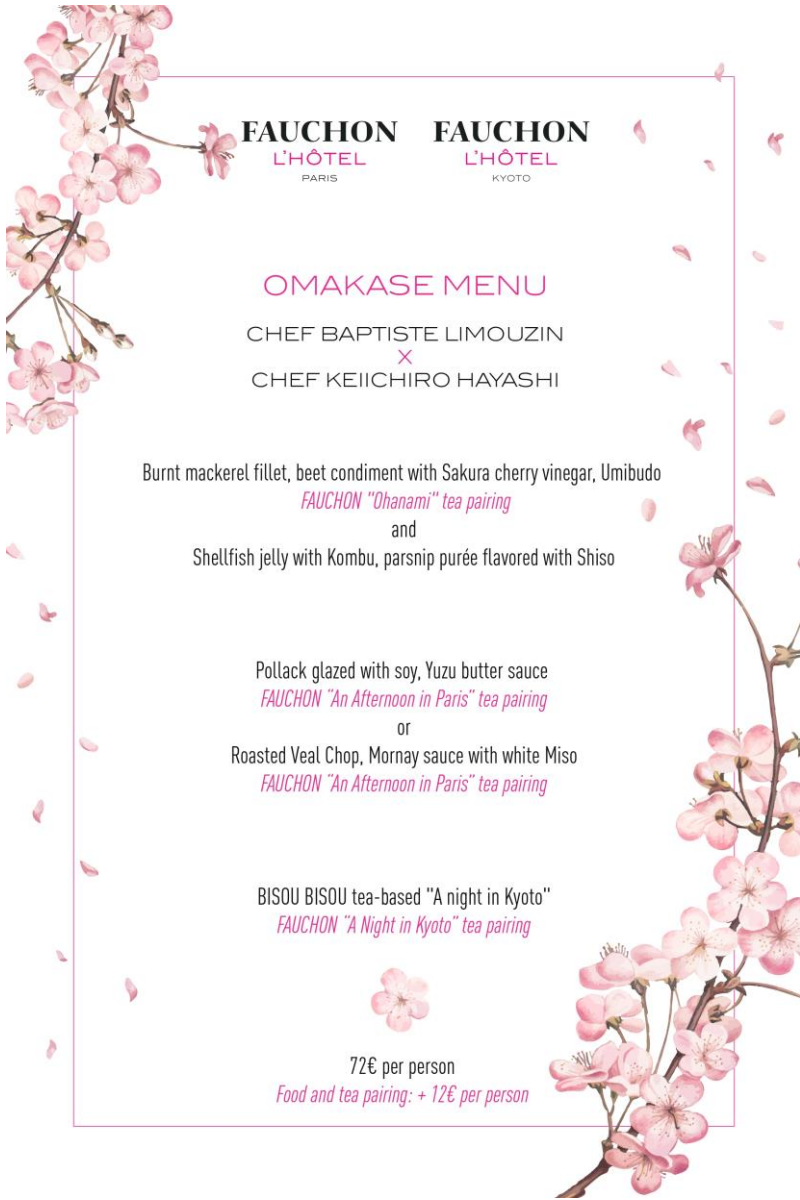 FAUCHON
L'HÔTEL
PARIS
FAUCHON
L'HÔTEL
KYOTO
OMAKASE MENU
CHEF BAPTISTE LIMOUZIN
X
CHEF KEIICHIRO HAYASHI
Burnt mackerel fillet, beet condiment with Sakura cherry vinegar, Umibudo
FAUCHON "Ohanami" tea pairing
and
Shellfish jelly with Kombu, parsnip purée flavored with Shiso
Pollack glazed with soy, Yuzu butter sauce
FAUCHON “An Afternoon in Paris” tea pairing
or
Roasted Veal Chop, Mornay sauce with white Miso
FAUCHON “An Afternoon in Paris” tea pairing
BISOU BISOU tea-based "A night in Kyoto"
FAUCHON “A Night in Kyoto” tea pairing
72€ per person
Food and tea pairing: + 12€ per person